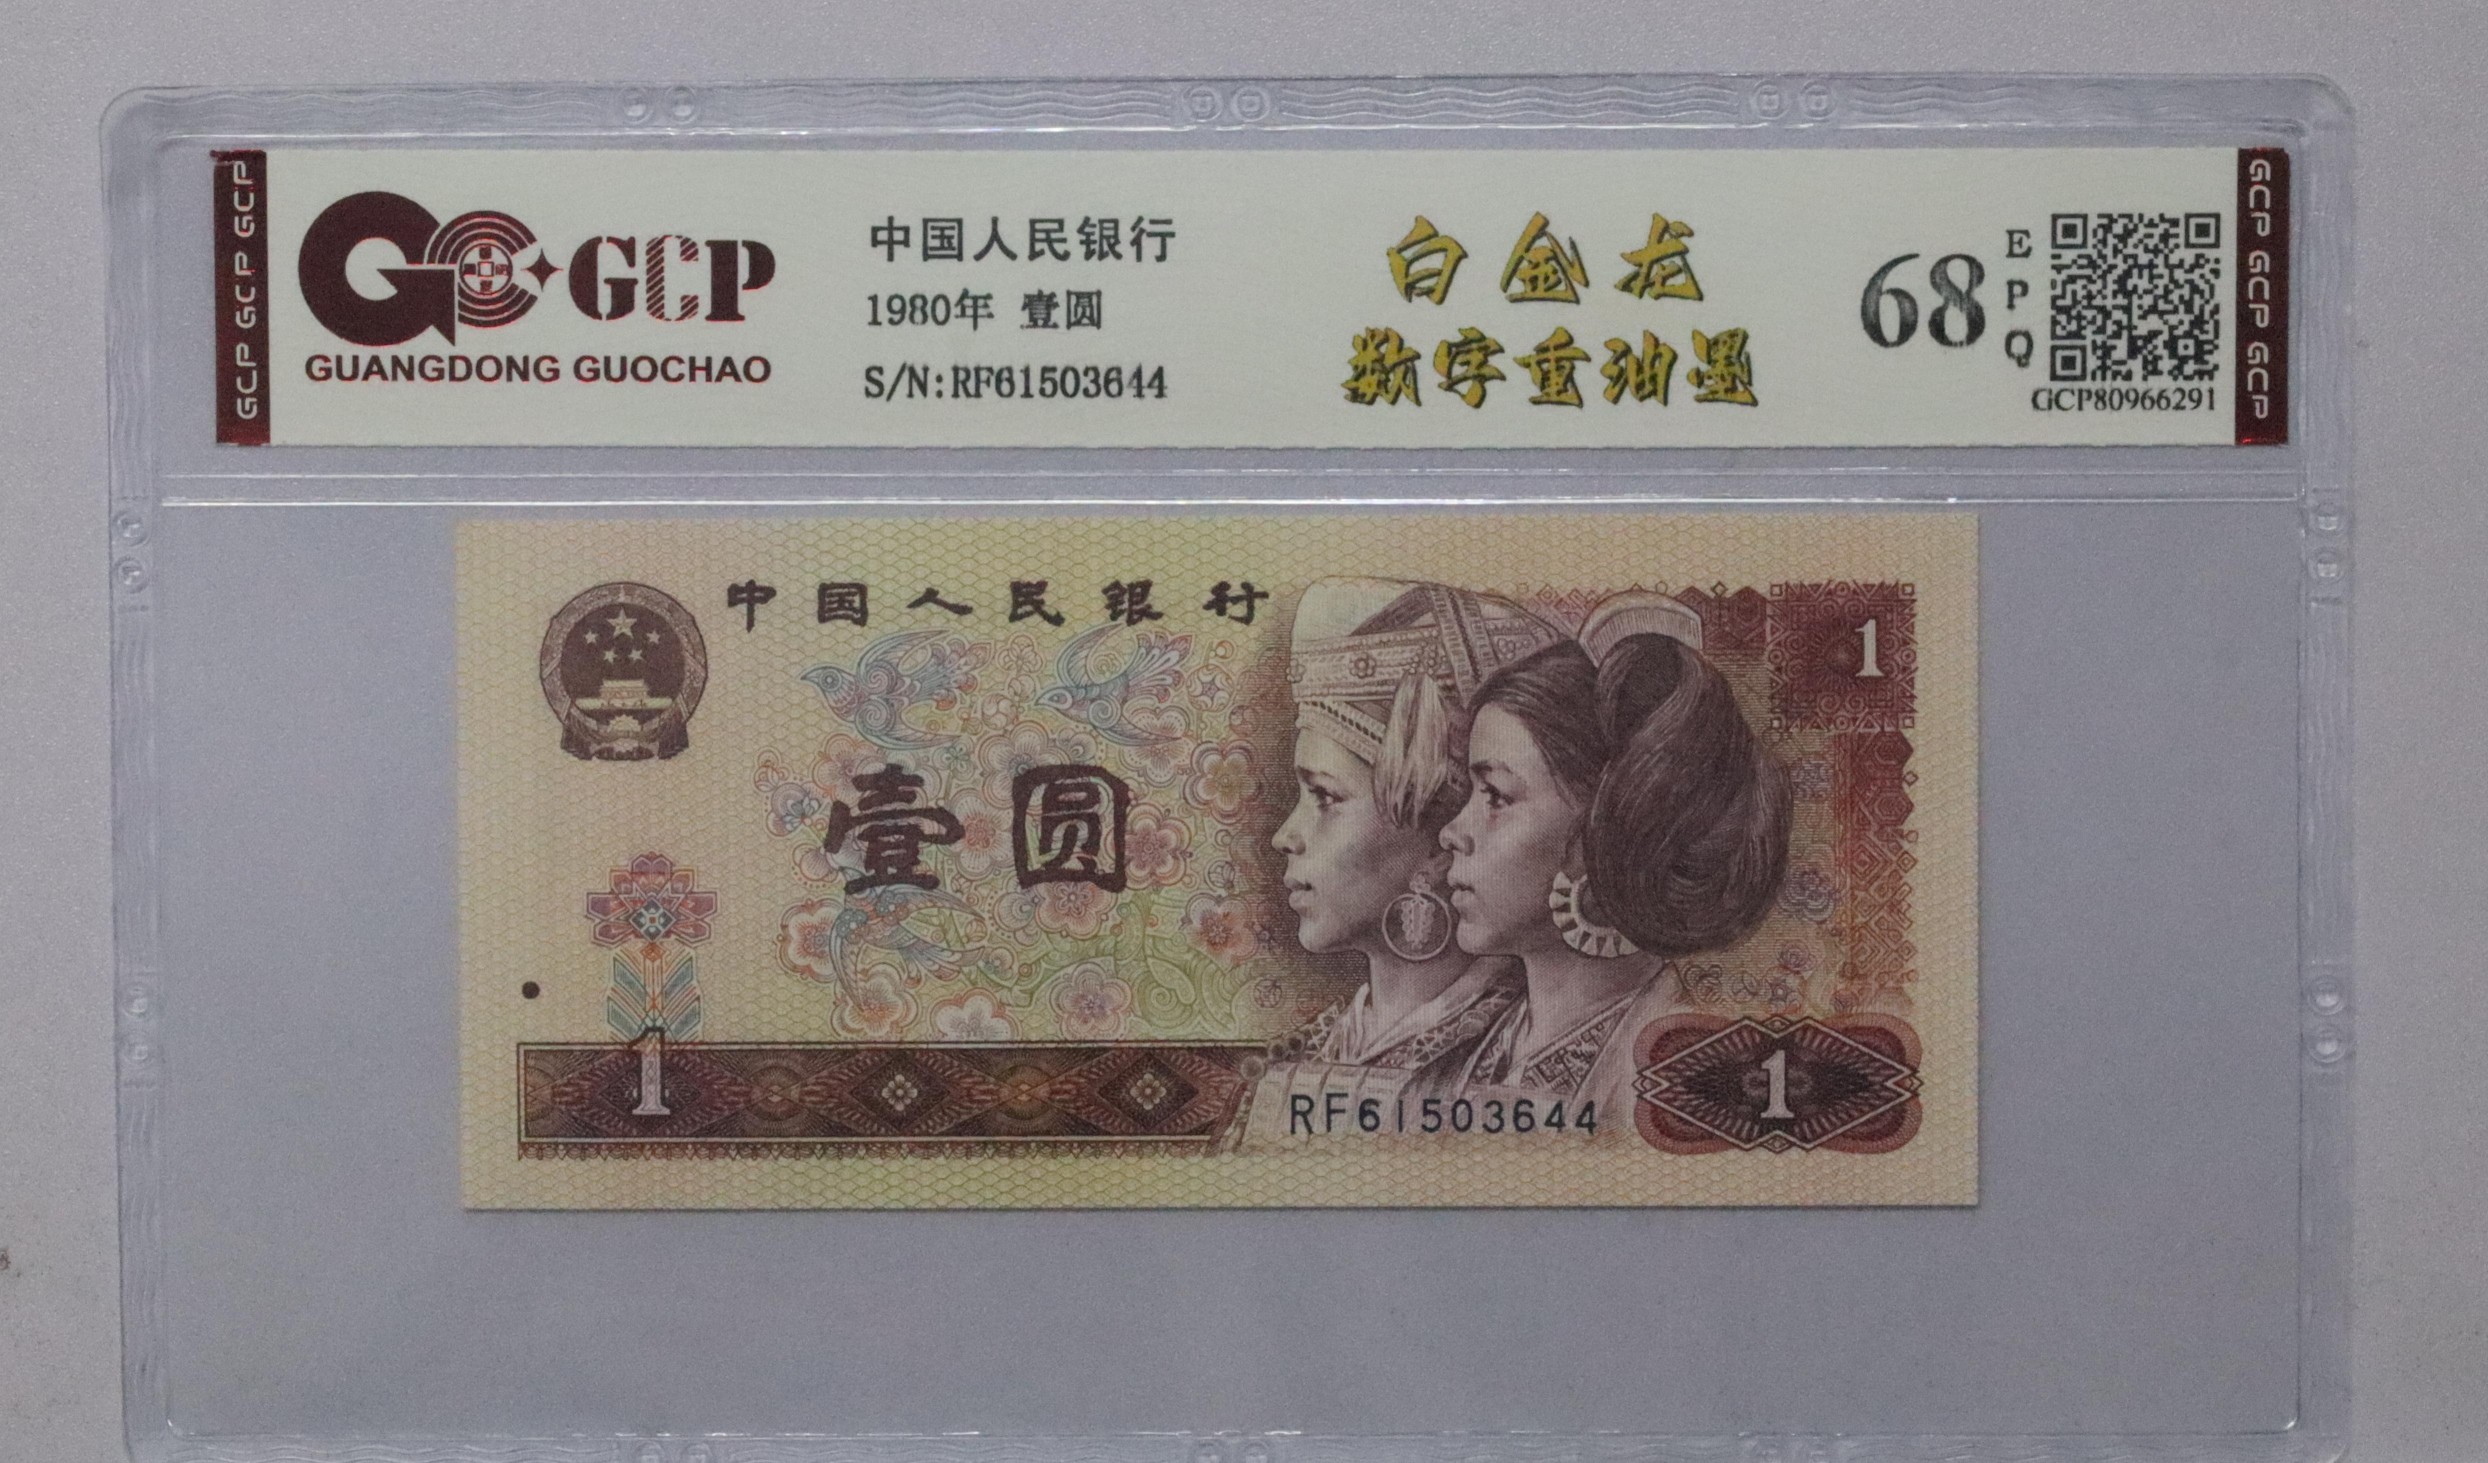 GCP GCP GCP
GCP
GUANGDONG GUOCHAO
中国人民银行
1980年 壹圆
S/N:RF61503644
白金龙
数字重油墨
68
EPQ
GCP80966291
GCP GCP GCP
中国人民银行
1
壹圆
1
RF61503644
1